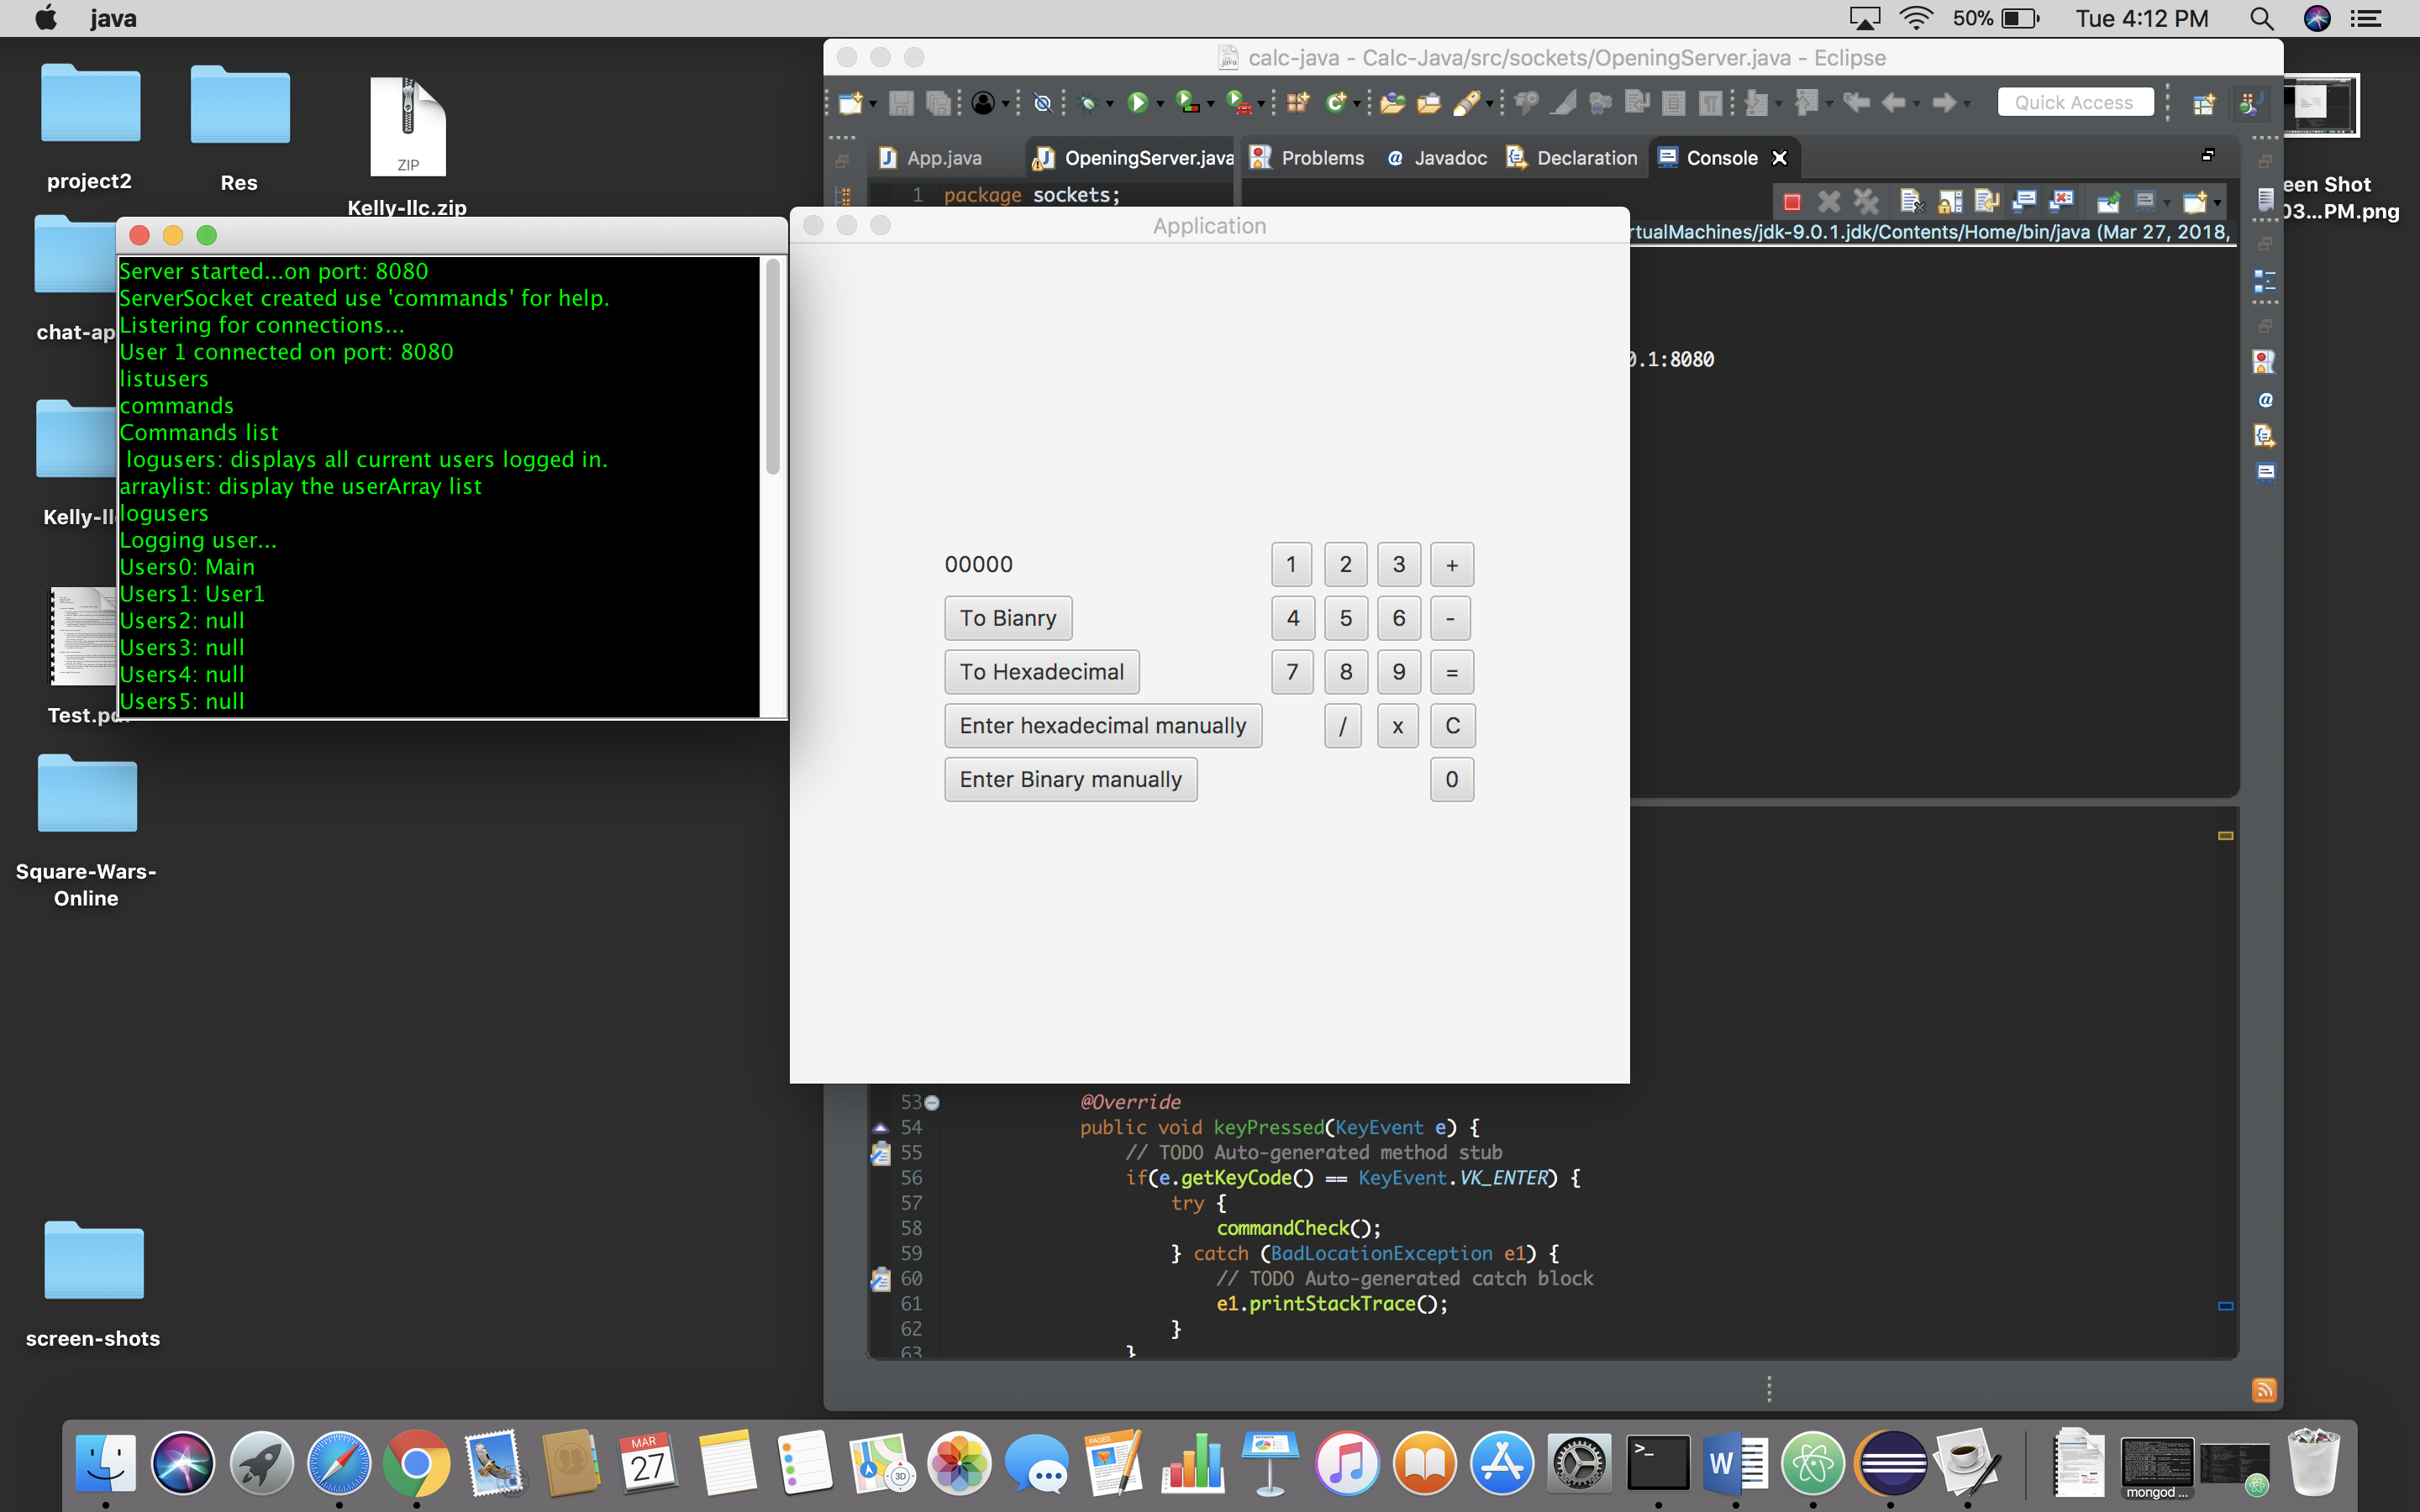 java
50%
Tue 4:12 PM
project2
Res
ZIP
Kelly-llc.zip
chat-ap
Kelly-ll
Test.pdf
Square-Wars-
Online
screen-shots
een Shot
03...PM.png
calc-java - Calc-Java/src/sockets/OpeningServer.java - Eclipse
Quick Access
App.java
OpeningServer.java
Problems
@ Javadoc
Declaration
Console
1 package sockets;
rtualMachines/jdk-9.0.1.jdk/Contents/Home/bin/java (Mar 27, 2018,
0.1:8080
Server started...on port: 8080
ServerSocket created use 'commands' for help.
Listering for connections...
User 1 connected on port: 8080
listusers
commands
Commands list
logusers: displays all current users logged in.
arraylist: display the userArray list
logusers
Logging user...
Users0: Main
Users1: User1
Users2: null
Users3: null
Users4: null
Users5: null
Application
00000 1 2 3 +
To Bianry 4 5 6 -
To Hexadecimal 7 8 9 =
Enter hexadecimal manually / x C
Enter Binary manually 0
53 @Override
54 public void keyPressed(KeyEvent e) {
55 // TODO Auto-generated method stub
56 if(e.getKeyCode() == KeyEvent.VK_ENTER) {
57 try {
58 commandCheck();
59 } catch (BadLocationException e1) {
60 // TODO Auto-generated catch block
61 e1.printStackTrace();
62 }
63 }
MAR
27
3D
PAGES
>_
W
mongod ...